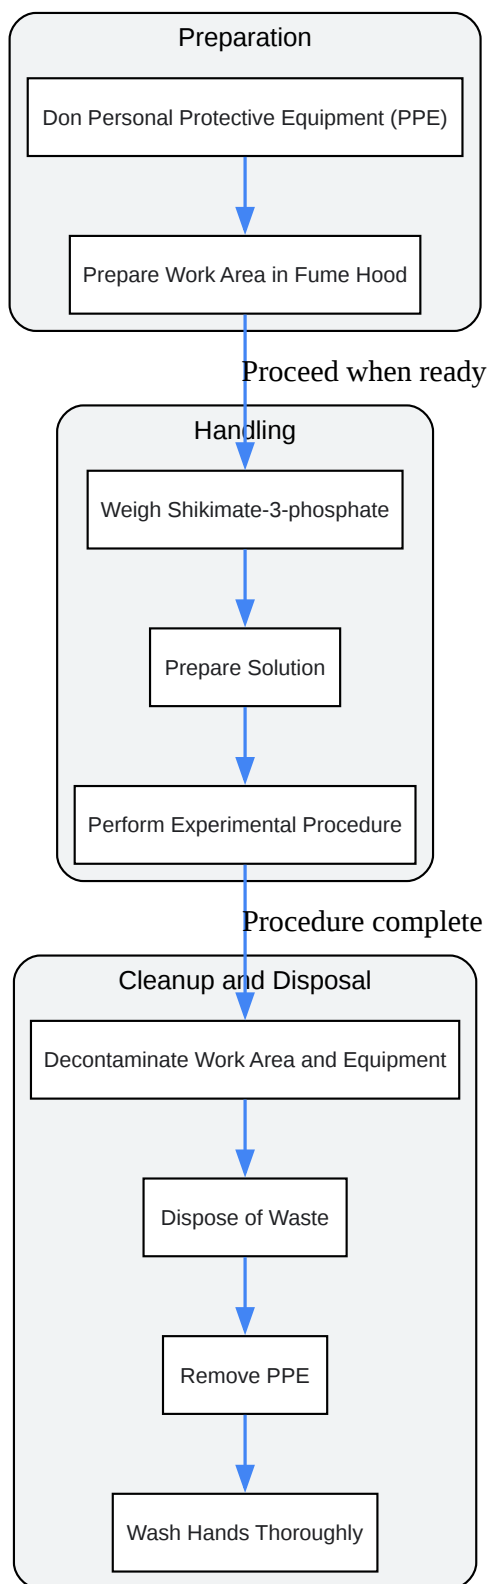 Preparation
Don Personal Protective Equipment (PPE)
Prepare Work Area in Fume Hood
Proceed when ready
Handling
Weigh Shikimate-3-phosphate
Prepare Solution
Perform Experimental Procedure
Procedure complete
Cleanup and Disposal
Decontaminate Work Area and Equipment
Dispose of Waste
Remove PPE
Wash Hands Thoroughly